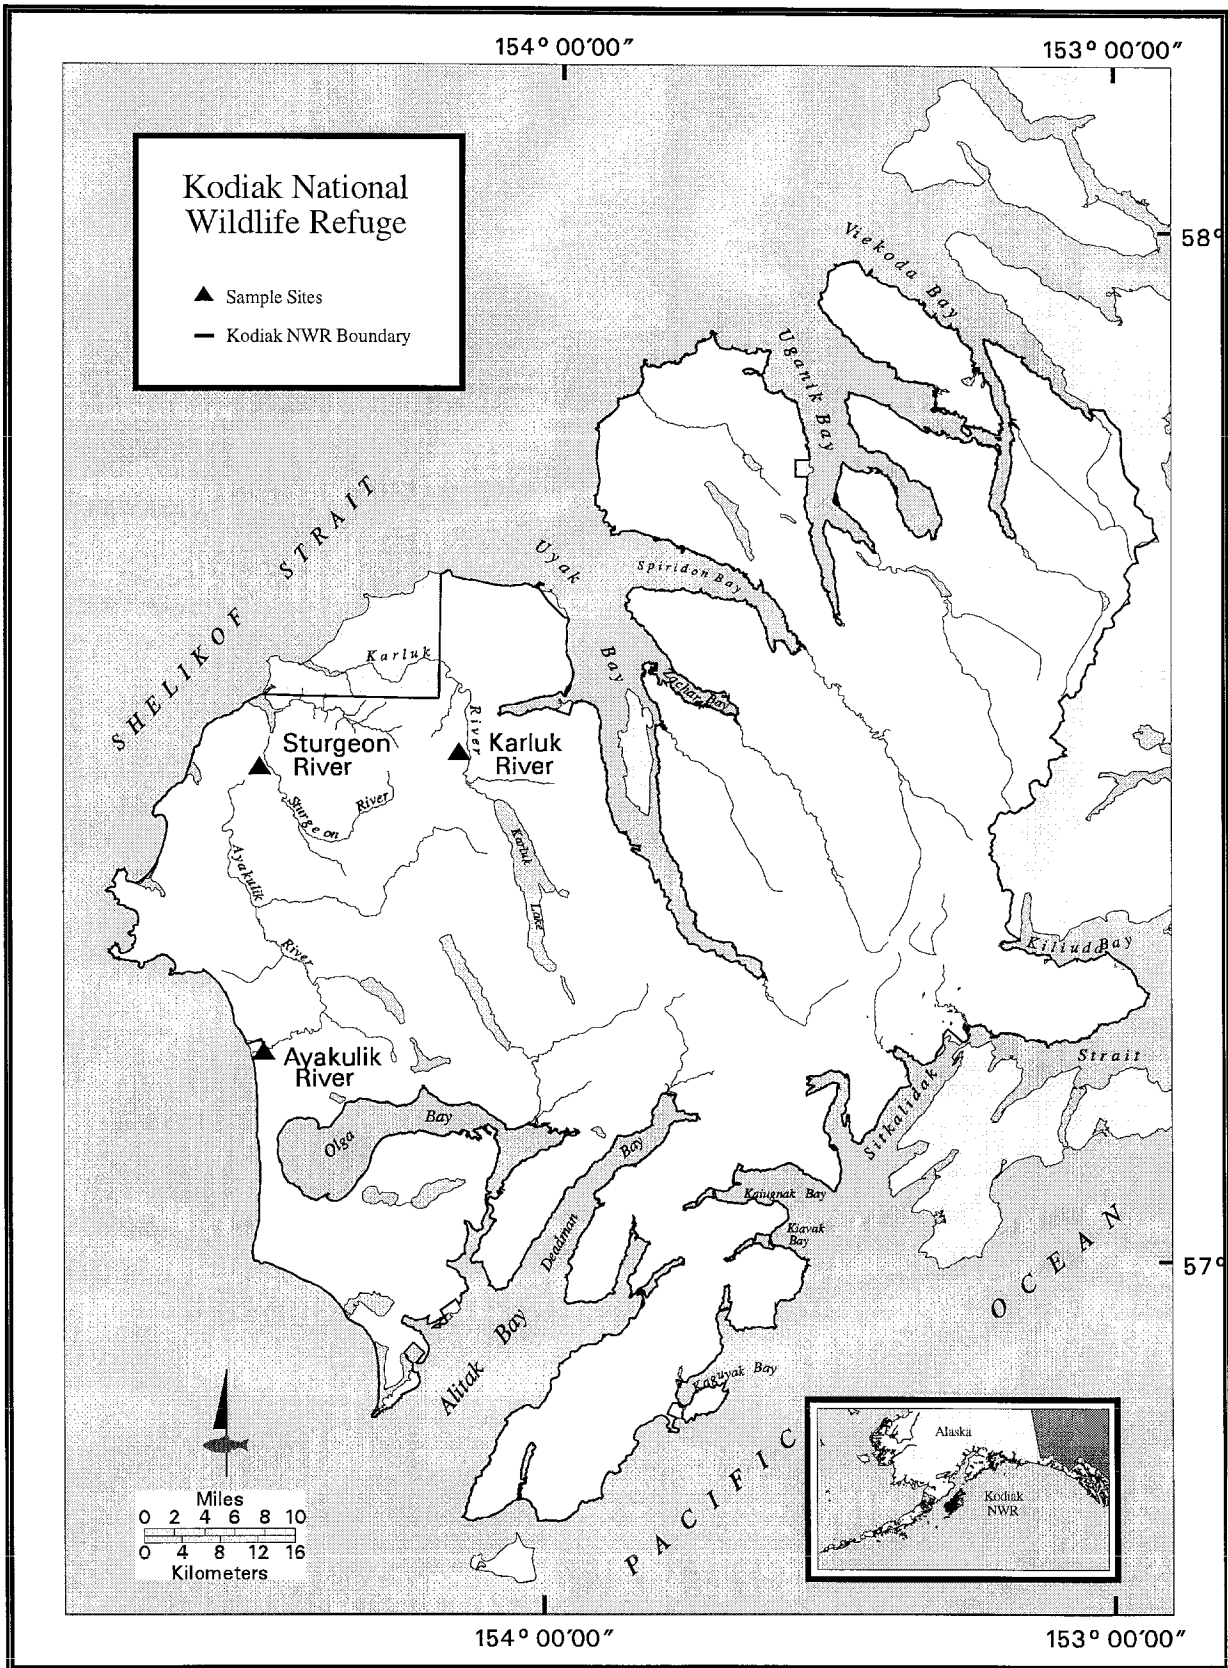 154° 00'00"
153° 00'00"
Kodiak National
Wildlife Refuge
Sample Sites
Kodiak NWR Boundary
58°
Viekoda Bay
Uganik Bay
SHELIKOF STRAIT
Uyak
Bay
Spiridon Bay
Karluk
River
Zachar Bay
Sturgeon
River
Karluk
River
Sturgeon
River
Karluk
Lake
Ayakulik
River
Kiliuda Bay
Ayakulik
River
Strait
Sitkalidak
Olga
Bay
Deadman
Bay
Kaiugnak Bay
Kiavak
Bay
57°
PACIFIC
OCEAN
Alitak
Bay
Kaguyak Bay
Alaska
Kodiak
NWR
Miles
0 2 4 6 8 10
0 4 8 12 16
Kilometers
154° 00'00"
153° 00'00"